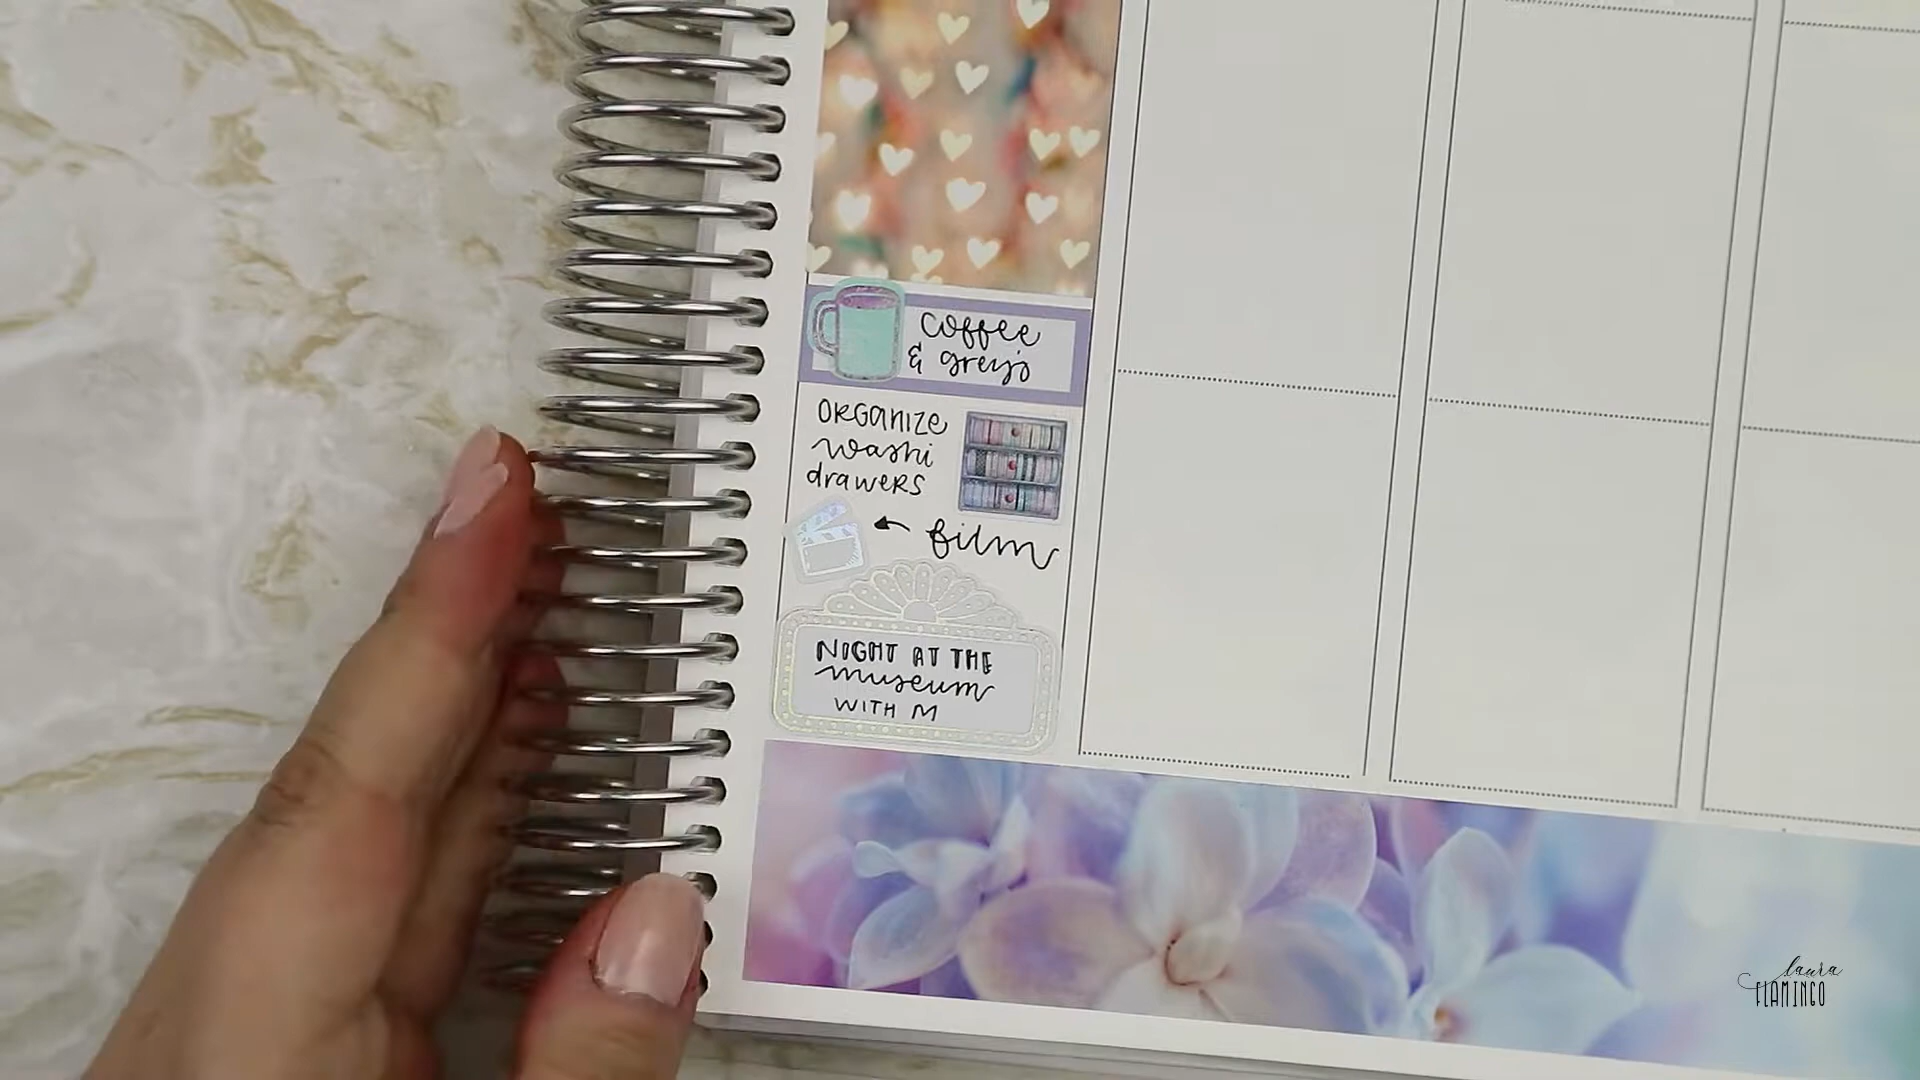 coffee
& grey's
ORGANIZE
washi
drawers
film
NIGHT AT THE
museum
WITH M
laura
FLAMINGO